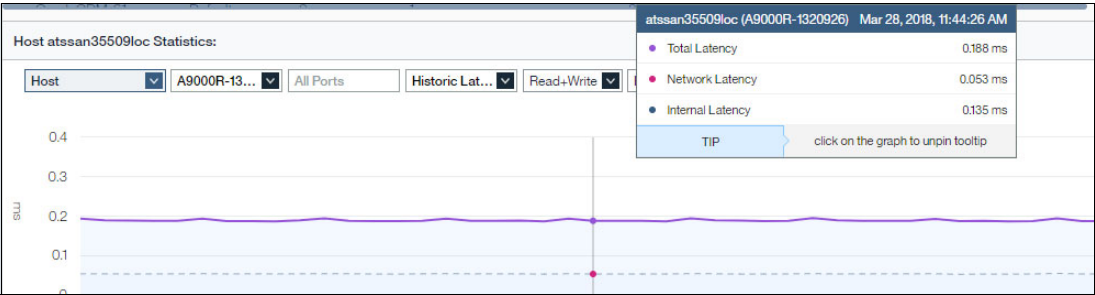 Host atssan35509loc Statistics:
Host
A9000R-13...
All Ports
Historic Lat...
Read+Write
atssan35509loc (A9000R-1320926) Mar 28, 2018, 11:44:26 AM
Total Latency 0.188 ms
Network Latency 0.053 ms
Internal Latency 0.135 ms
TIP click on the graph to unpin tooltip
0.4
0.3
ms
0.2
0.1
0